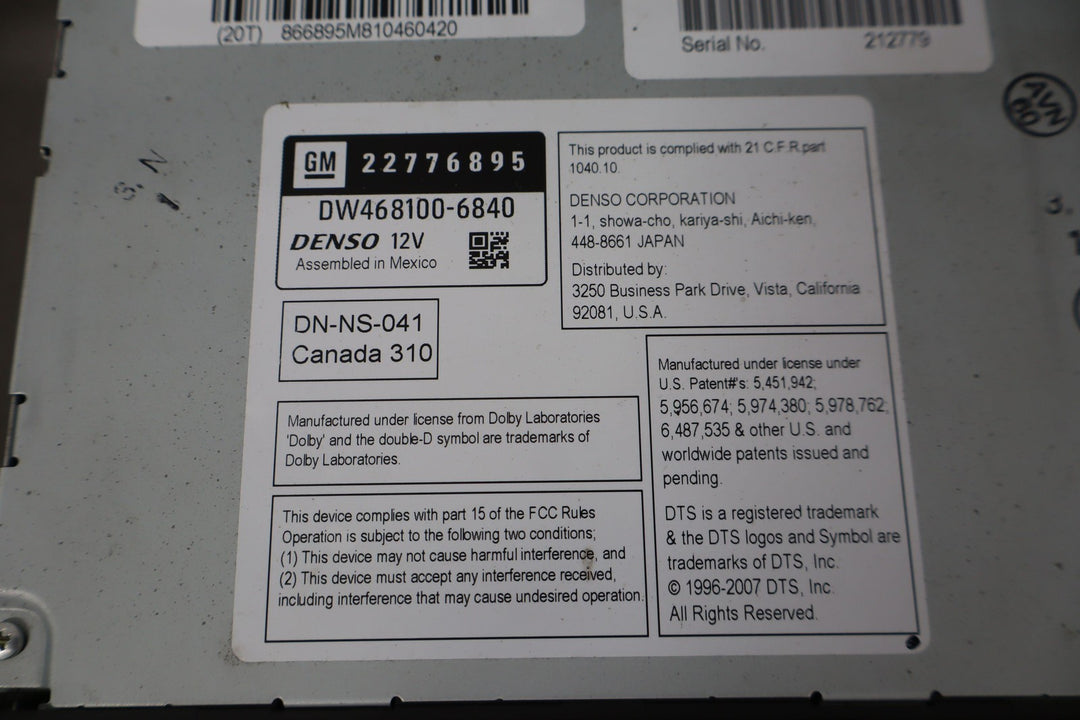 (20T) 866895M810460420
Serial No. 212779
AVN
60
GM 22776895
DW468100-6840
DENSO 12V
Assembled in Mexico
This product is complied with 21 C.F.R.part
1040.10.
DENSO CORPORATION
1-1, showa-cho, kariya-shi, Aichi-ken,
448-8661 JAPAN
Distributed by:
3250 Business Park Drive, Vista, California
92081, U.S.A.
DN-NS-041
Canada 310
Manufactured under license from Dolby Laboratories
'Dolby' and the double-D symbol are trademarks of
Dolby Laboratories.
This device complies with part 15 of the FCC Rules
Operation is subject to the following two conditions;
(1) This device may not cause harmful interference, and
(2) This device must accept any interference received,
including interference that may cause undesired operation.
Manufactured under license under
U.S. Patent#'s: 5,451,942;
5,956,674; 5,974,380; 5,978,762;
6,487,535 & other U.S. and
worldwide patents issued and
pending.
DTS is a registered trademark
& the DTS logos and Symbol are
trademarks of DTS, Inc.
© 1996-2007 DTS, Inc.
All Rights Reserved.